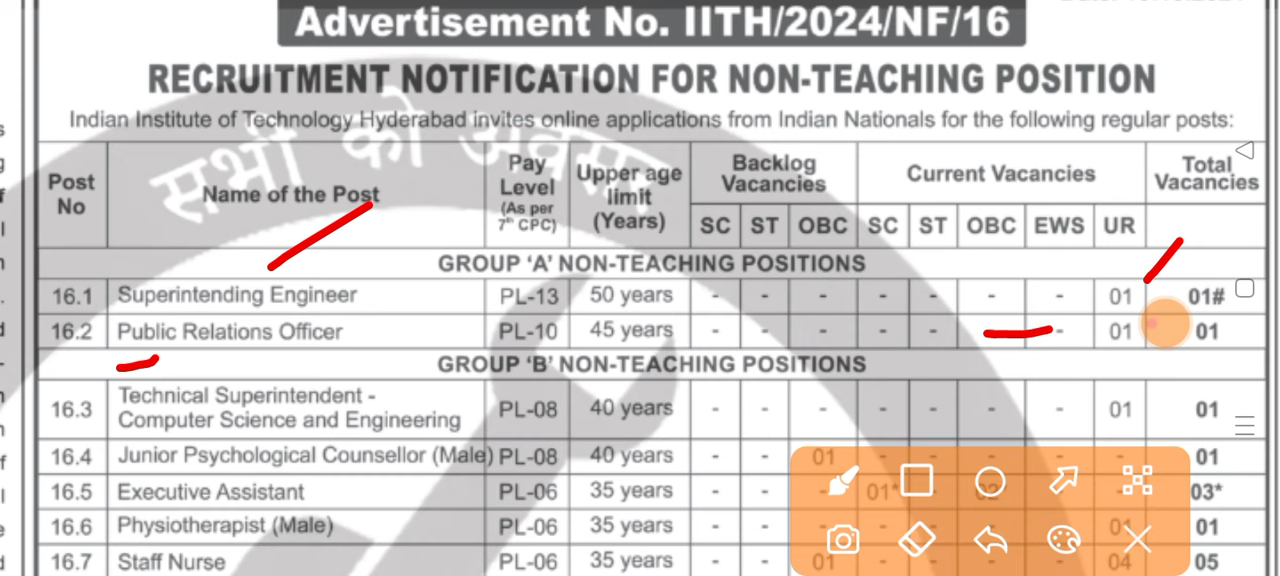 Advertisement No. IITH/2024/NF/16
RECRUITMENT NOTIFICATION FOR NON-TEACHING POSITION
Indian Institute of Technology Hyderabad invites online applications from Indian Nationals for the following regular posts:
Post No | Name of the Post | Pay Level (As per 7th CPC) | Upper age limit (Years) | Backlog Vacancies | Current Vacancies | Total Vacancies
SC | ST | OBC | SC | ST | OBC | EWS | UR
GROUP ‘A’ NON-TEACHING POSITIONS
16.1 | Superintending Engineer | PL-13 | 50 years | - | - | - | - | - | - | - | 01 | 01#
16.2 | Public Relations Officer | PL-10 | 45 years | - | - | - | - | - | - | - | 01 | 01
GROUP ‘B’ NON-TEACHING POSITIONS
16.3 | Technical Superintendent - Computer Science and Engineering | PL-08 | 40 years | - | - | - | - | - | - | - | 01 | 01
16.4 | Junior Psychological Counsellor (Male) | PL-08 | 40 years | - | - | 01 | - | - | - | - | - | 01
16.5 | Executive Assistant | PL-06 | 35 years | - | - | - | 01* | - | 02 | - | - | 03*
16.6 | Physiotherapist (Male) | PL-06 | 35 years | - | - | - | - | - | - | - | 01 | 01
16.7 | Staff Nurse | PL-06 | 35 years | - | - | 01 | - | - | - | - | 04 | 05
सभी को